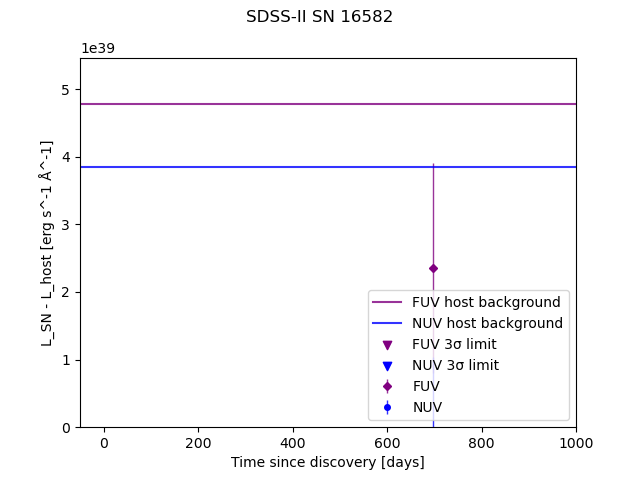 SDSS-II SN 16582
1e39
5
4
3
2
1
0
L_SN - L_host [erg s^-1 Å^-1]
FUV host background
NUV host background
FUV 3σ limit
NUV 3σ limit
FUV
NUV
0 200 400 600 800 1000
Time since discovery [days]